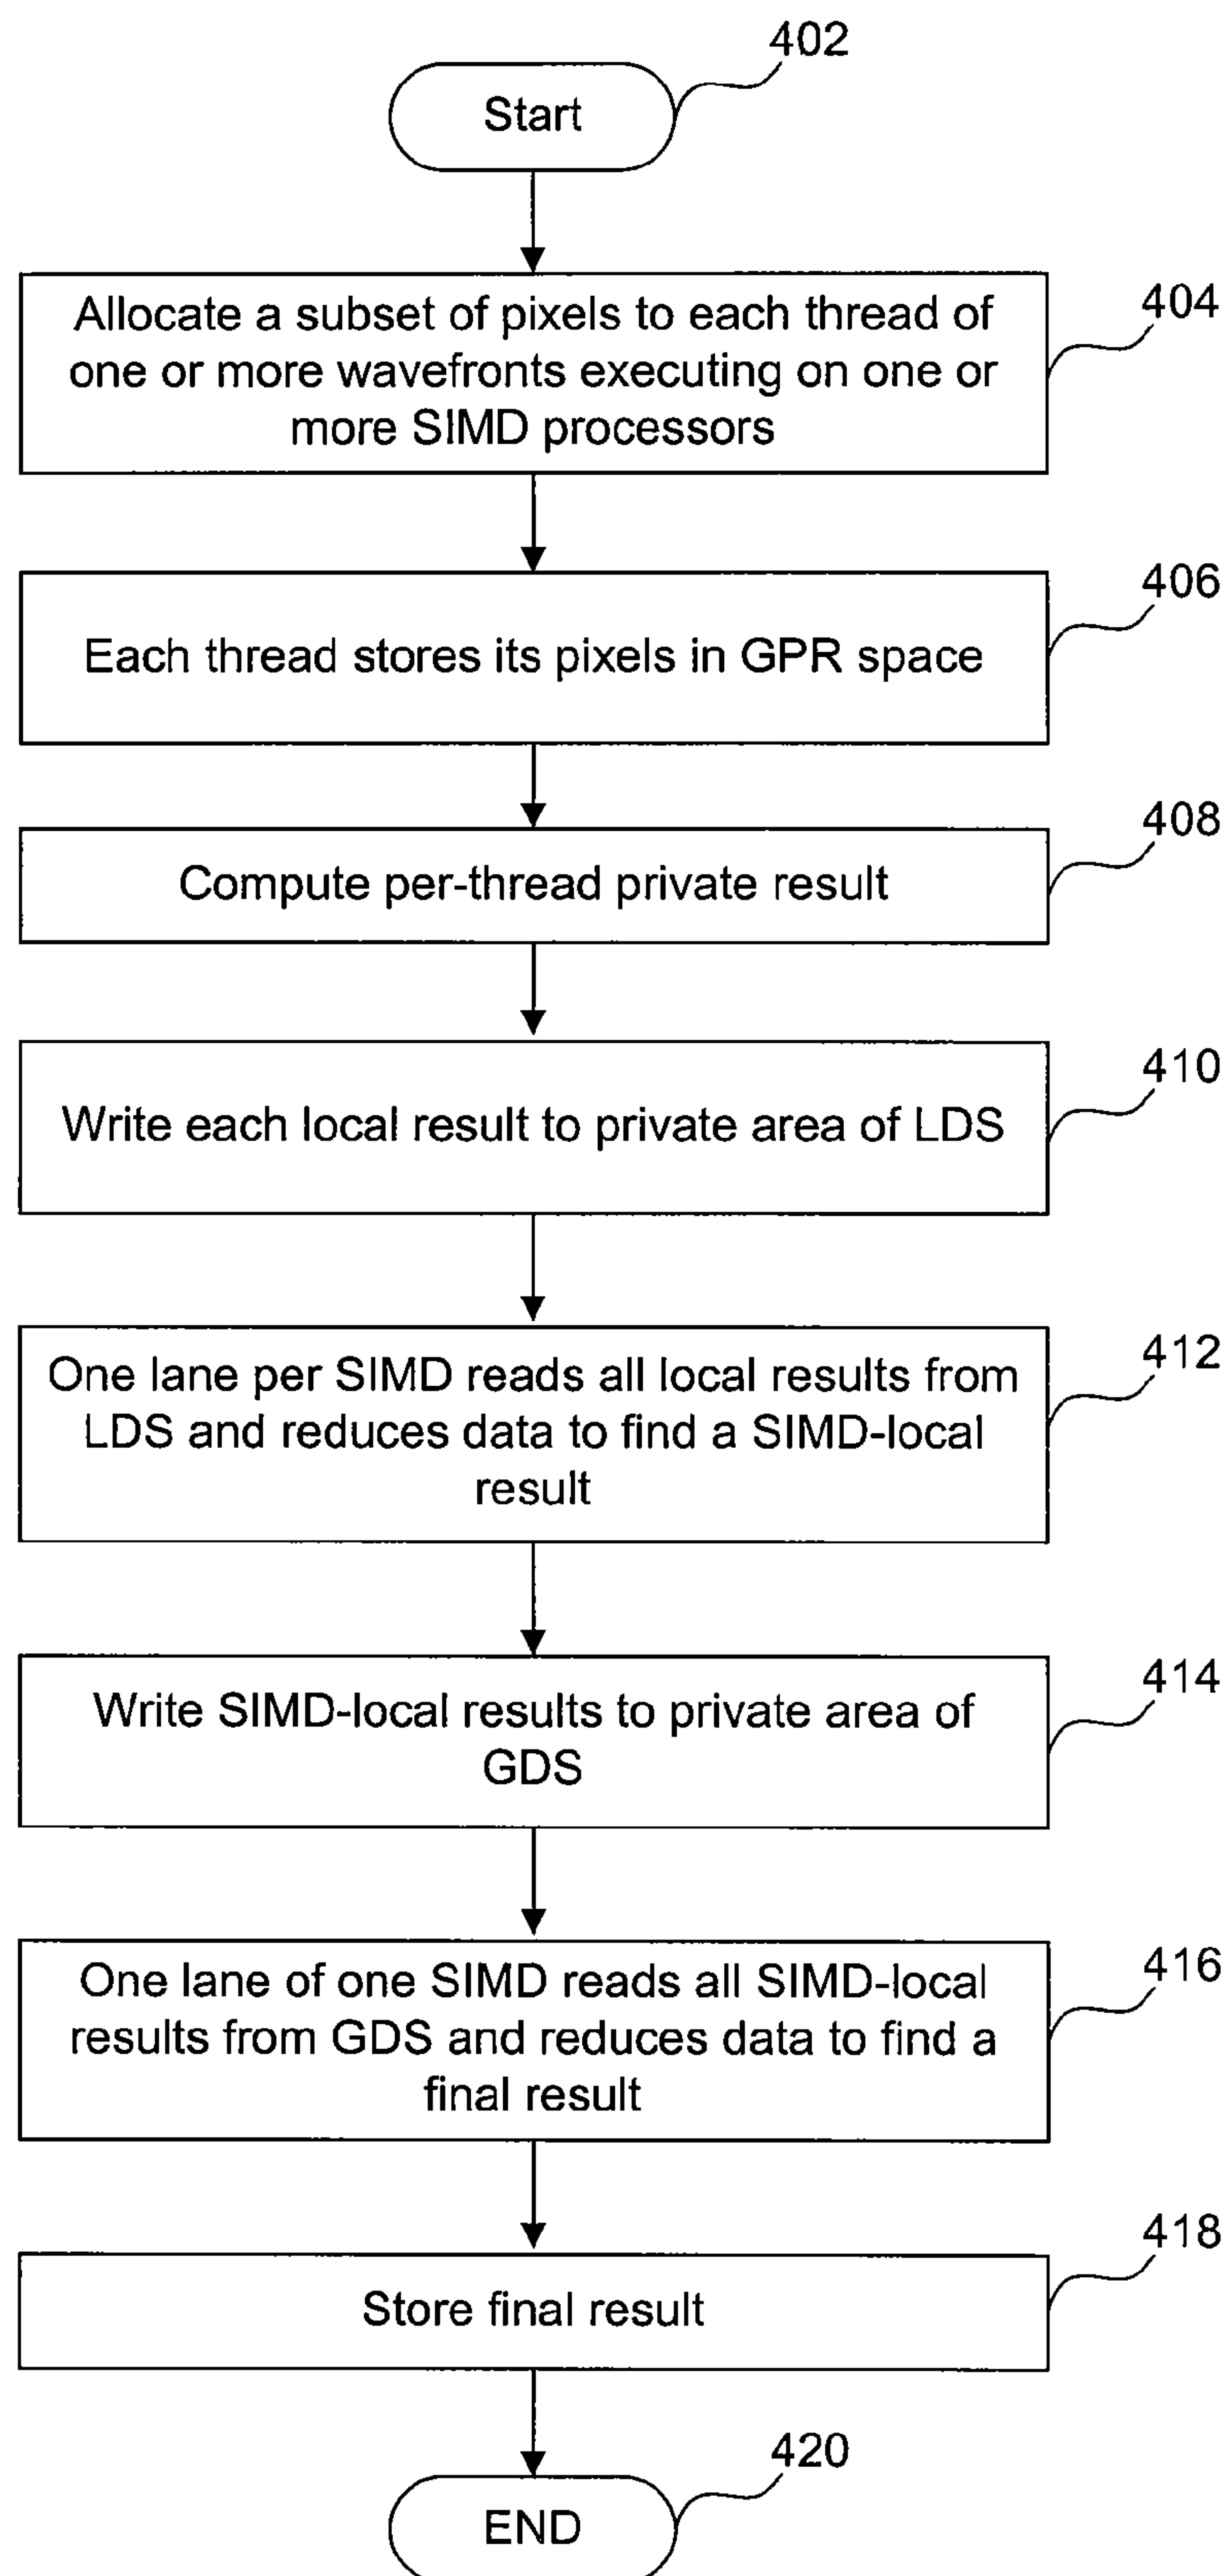 402
Start
404
Allocate a subset of pixels to each thread of
one or more wavefronts executing on one or
more SIMD processors
406
Each thread stores its pixels in GPR space
408
Compute per-thread private result
410
Write each local result to private area of LDS
412
One lane per SIMD reads all local results from
LDS and reduces data to find a SIMD-local
result
414
Write SIMD-local results to private area of
GDS
416
One lane of one SIMD reads all SIMD-local
results from GDS and reduces data to find a
final result
418
Store final result
420
END